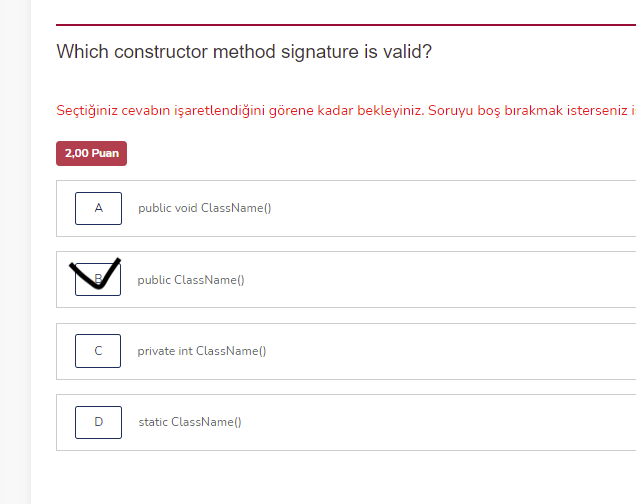 Which constructor method signature is valid?
Seçtiğiniz cevabın işaretlendiğini görene kadar bekleyiniz. Soruyu boş bırakmak isterseniz
2,00 Puan
A public void ClassName()
B public ClassName()
C private int ClassName()
D static ClassName()